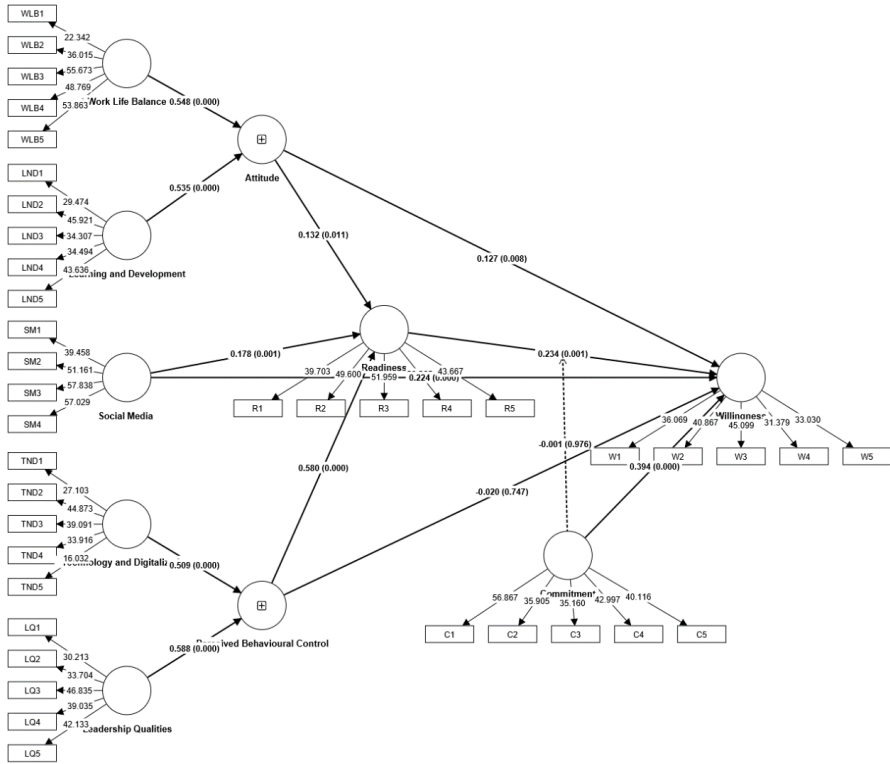 WLB1
WLB2
WLB3
WLB4
WLB5
22.342
36.015
55.673
48.769
53.863
Work Life Balance
0.548 (0.000)
Attitude
LND1
LND2
LND3
LND4
LND5
29.474
45.921
34.307
34.494
43.636
Learning and Development
0.535 (0.000)
0.132 (0.011)
0.127 (0.008)
SM1
SM2
SM3
SM4
39.458
51.161
57.838
57.029
Social Media
0.178 (0.001)
Readiness
0.234 (0.001)
0.224 (0.000)
39.703
49.600
51.959
43.667
R1
R2
R3
R4
R5
Willingness
36.069
40.867
45.099
31.379
33.030
W1
W2
W3
W4
W5
-0.001 (0.976)
0.394 (0.000)
0.580 (0.000)
-0.020 (0.747)
TND1
TND2
TND3
TND4
TND5
27.103
44.873
39.091
33.916
16.032
Technology and
0.509 (0.000)
Perceived Behavioural Control
0.588 (0.000)
Commitment
56.867
35.905
35.160
42.997
40.116
C1
C2
C3
C4
C5
LQ1
LQ2
LQ3
LQ4
LQ5
30.213
33.704
46.835
39.035
42.133
Leadership Qualities